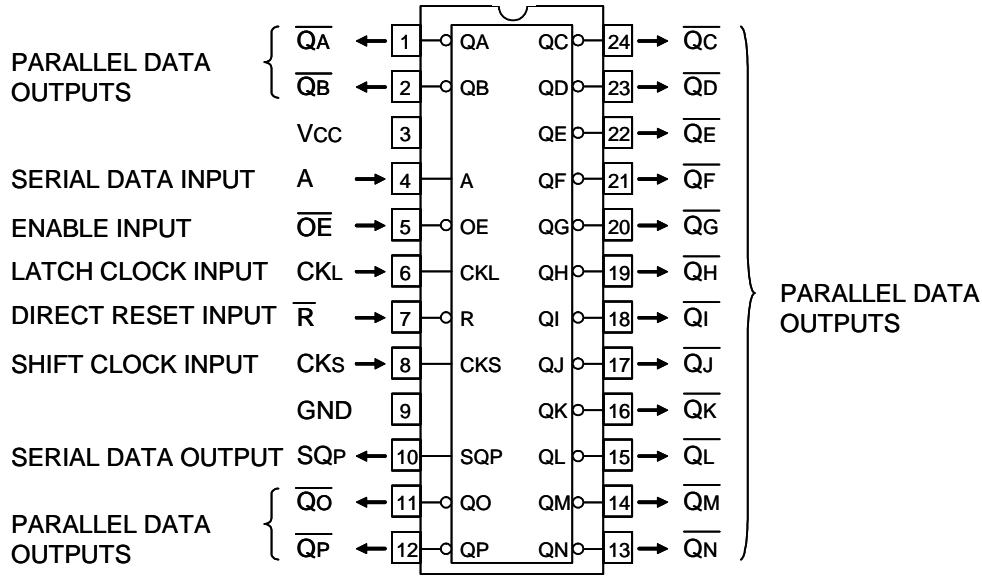 Q̅A̅ ← 1 QA QC 24 → Q̅C̅
PARALLEL DATA
OUTPUTS
Q̅B̅ ← 2 QB QD 23 → Q̅D̅
VCC 3 QE 22 → Q̅E̅
SERIAL DATA INPUT A → 4 A QF 21 → Q̅F̅
ENABLE INPUT O̅E̅ → 5 OE QG 20 → Q̅G̅
LATCH CLOCK INPUT CKL → 6 CKL QH 19 → Q̅H̅
DIRECT RESET INPUT R̅ → 7 R QI 18 → Q̅I̅
PARALLEL DATA
OUTPUTS
SHIFT CLOCK INPUT CKS → 8 CKS QJ 17 → Q̅J̅
GND 9 QK 16 → Q̅K̅
SERIAL DATA OUTPUT SQP ← 10 SQP QL 15 → Q̅L̅
Q̅O̅ ← 11 QO QM 14 → Q̅M̅
PARALLEL DATA
OUTPUTS
Q̅P̅ ← 12 QP QN 13 → Q̅N̅